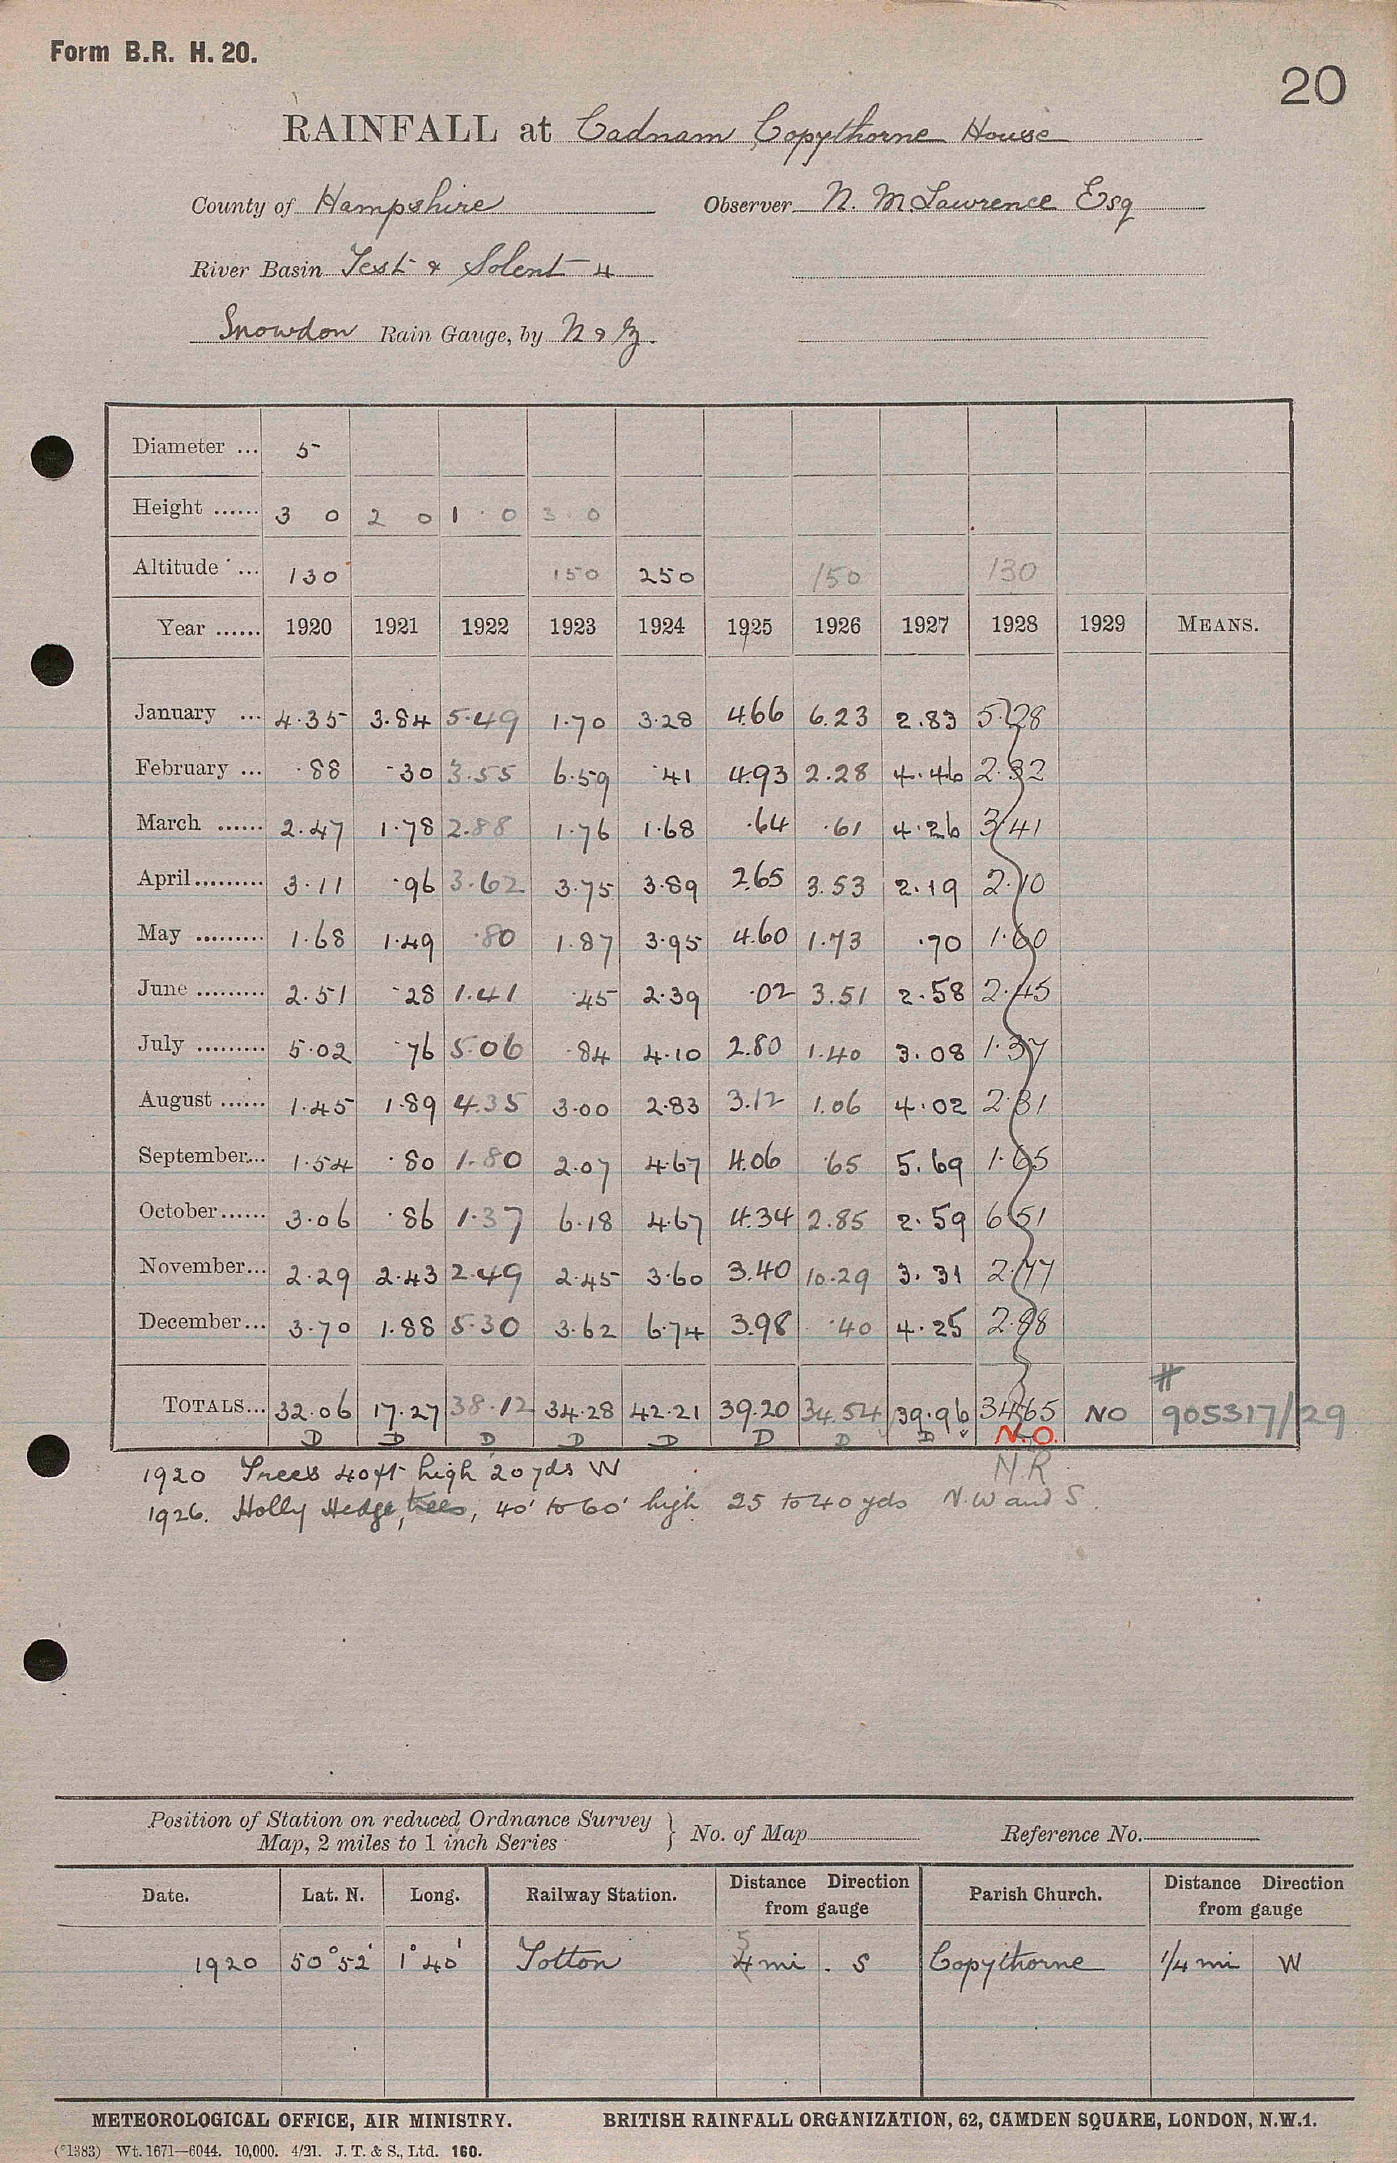 Form B.R. H. 20.
20
RAINFALL at Cadnam Copythorne House
County of Hampshire Observer N. McLawrence Esq
River Basin Test & Solent 4
Snowdon Rain Gauge, by N & Z.
Diameter ... 5
Height ...... 3 0 2 0 1 · 0 3 · 0
Altitude ... 130 150 250 150 130
Year ...... 1920 1921 1922 1923 1924 1925 1926 1927 1928 1929 MEANS.
January ... 4.35 3.84 5.49 1.70 3.28 4.66 6.23 2.83 5.28
February ... .88 .30 3.55 6.59 .41 4.93 2.28 4.46 2.82
March ...... 2.47 1.78 2.88 1.76 1.68 .64 .61 4.26 3.41
April......... 3.11 .96 3.62 3.75 3.89 2.65 3.53 2.19 2.10
May ......... 1.68 1.49 .80 1.87 3.95 4.60 1.73 .70 1.60
June ......... 2.51 .28 1.41 .45 2.39 .02 3.51 2.58 2.45
July ......... 5.02 .76 5.06 .84 4.10 2.80 1.40 3.08 1.37
August ...... 1.45 1.89 4.35 3.00 2.83 3.12 1.06 4.02 2.81
September... 1.54 .80 1.80 2.07 4.67 4.06 .65 5.69 1.65
October...... 3.06 .86 1.37 6.18 4.67 4.34 2.85 2.59 6.51
November... 2.29 2.43 2.49 2.45 3.60 3.40 10.29 3.31 2.77
December... 3.70 1.88 5.30 3.62 6.74 3.98 .40 4.25 2.88
TOTALS... 32.06 17.27 38.12 34.28 42.21 39.20 34.54 39.96 34.65 NO # 905317/29
D D D D D D D D N.O.
1920 Trees 40ft high 20yds W N.R
1926. Holly Hedge, trees, 40' to 60' high 25 to 40 yds N.W and S.
Position of Station on reduced Ordnance Survey
Map, 2 miles to 1 inch Series } No. of Map Reference No.
Date. Lat. N. Long. Railway Station. Distance Direction from gauge Parish Church. Distance Direction from gauge
1920 50° 52' 1° 40' Totton 5 4 mi . S Copythorne 1/4 mi W
METEOROLOGICAL OFFICE, AIR MINISTRY. BRITISH RAINFALL ORGANIZATION, 62, CAMDEN SQUARE, LONDON, N.W.1.
(*1383) Wt. 1671—6044. 10,000. 4/21. J. T. & S., Ltd. 160.